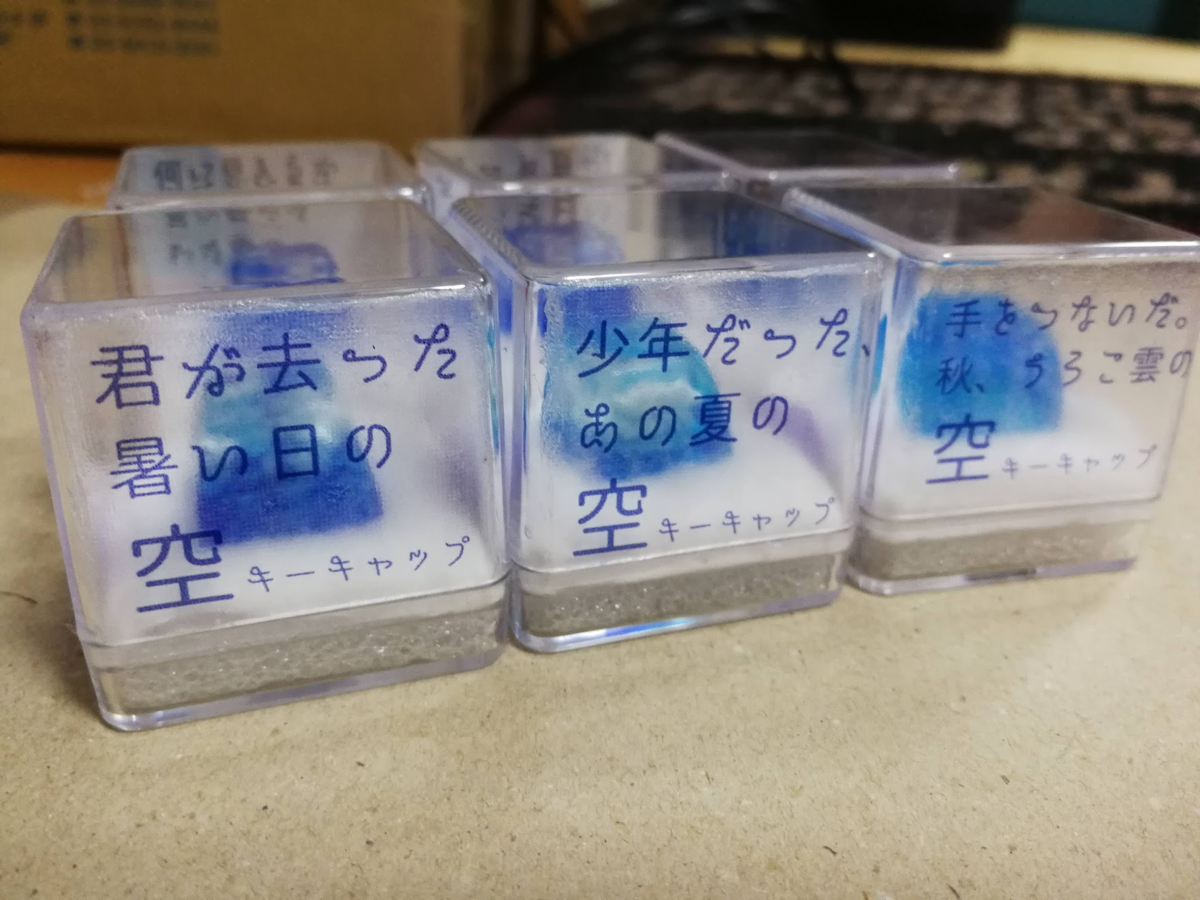 君が去った
暑い日の
空キーキャップ
少年だった、
あの夏の
空キーキャップ
手をつないだ。
秋、うろこ雲の
空キーキャップ